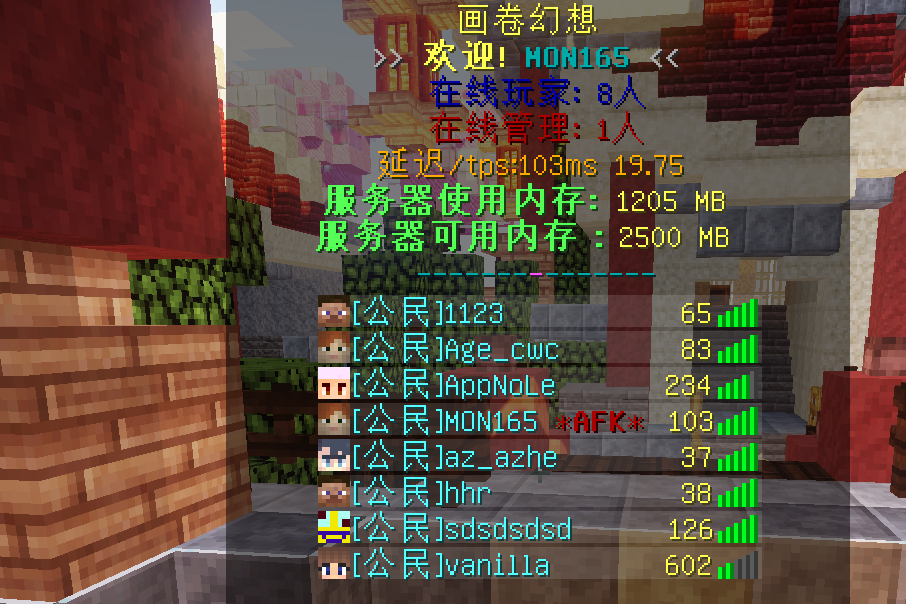 画卷幻想
>> 欢迎! MON165 <<
在线玩家: 8人
在线管理: 1人
延迟/tps:103ms 19.75
服务器使用内存: 1205 MB
服务器可用内存 : 2500 MB
---------------
[公民]1123 65
[公民]Age_cwc 83
[公民]AppNoLe 234
[公民]MON165 *AFK* 103
[公民]az_azhe 37
[公民]hhr 38
[公民]sdsdsdsd 126
[公民]vanilla 602